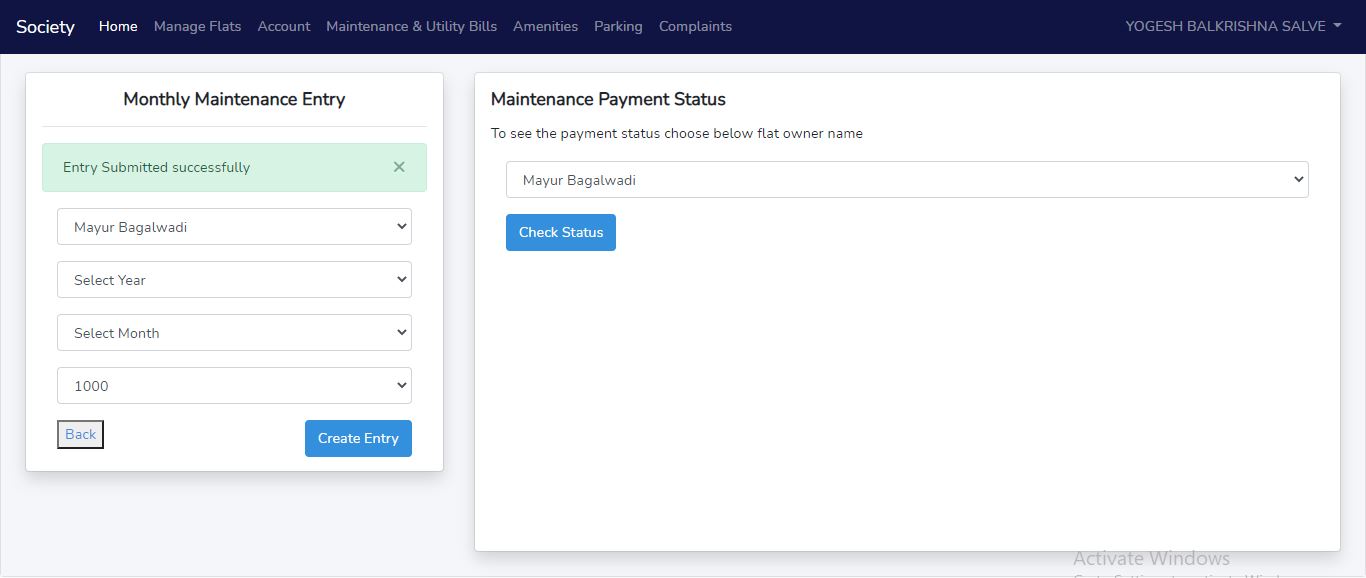 Society Home Manage Flats Account Maintenance & Utility Bills Amenities Parking Complaints YOGESH BALKRISHNA SALVE
Monthly Maintenance Entry
Entry Submitted successfully ×
Mayur Bagalwadi
Select Year
Select Month
1000
Back Create Entry
Maintenance Payment Status
To see the payment status choose below flat owner name
Mayur Bagalwadi
Check Status
Activate Windows